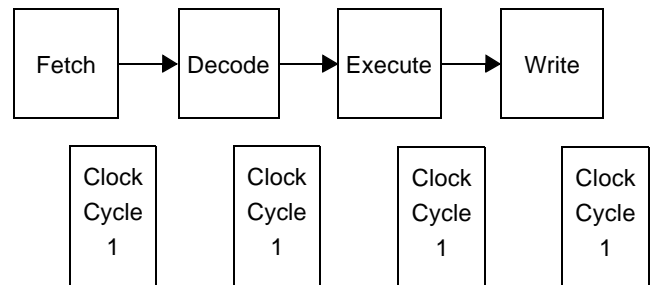 Fetch Decode Execute Write
Clock Clock Clock Clock
Cycle Cycle Cycle Cycle
1 1 1 1